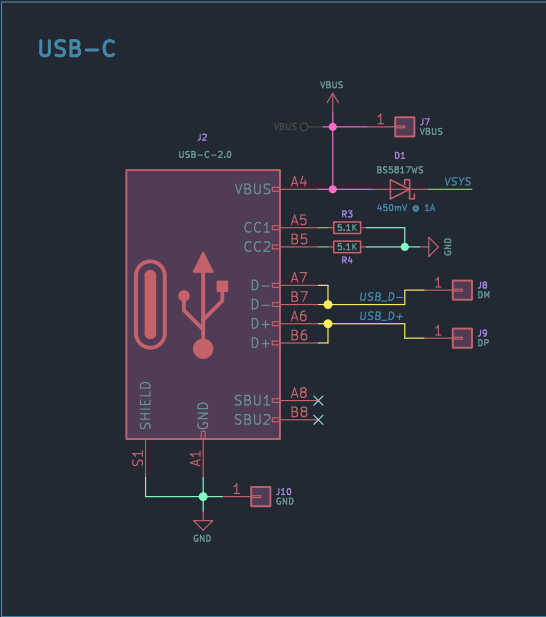 USB-C
VBUS
VBUS
1
J7
VBUS
J2
USB-C-2.0
D1
BS5817WS
VBUS
A4
VSYS
450mV @ 1A
R3
CC1
A5
5.1K
CC2
B5
5.1K
GND
R4
D-
A7
D-
B7
USB_D-
1
J8
DM
D+
A6
USB_D+
D+
B6
1
J9
DP
SBU1
A8
SBU2
B8
SHIELD
GND
S1
A1
1
J10
GND
GND